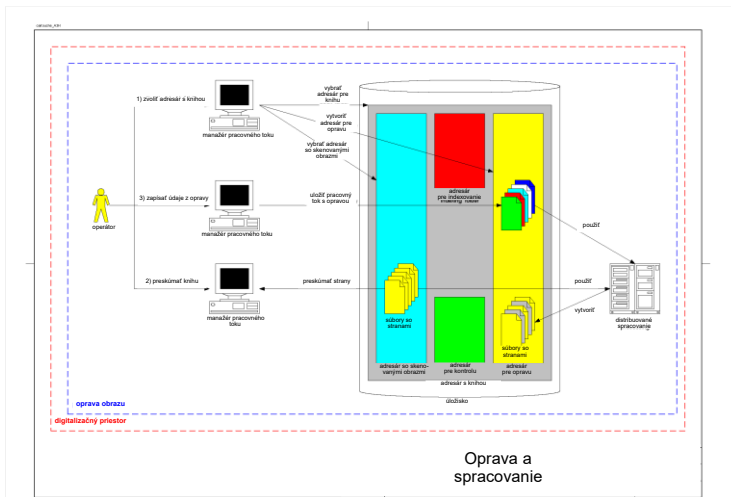 1) zvoliť adresár s knihou
manažér pracovného toku
vybrať
adresár pre
knihu
vytvoriť
adresár pre
opravu
vybrať adresár
so skenovanými
obrazmi
adresár
pre indexovanie
operátor
3) zapísať údaje z opravy
manažér pracovného toku
uložiť pracovný
tok s opravou
použiť
2) preskúmať knihu
manažér pracovného
toku
preskúmať strany
použiť
vytvoriť
distribuované
spracovanie
súbory so
stranami
súbory so
stranami
adresár so skeno-
vanými obrazmi
adresár
pre kontrolu
adresár
pre opravu
adresár s knihou
úložisko
oprava obrazu
digitalizačný priestor
Oprava a
spracovanie